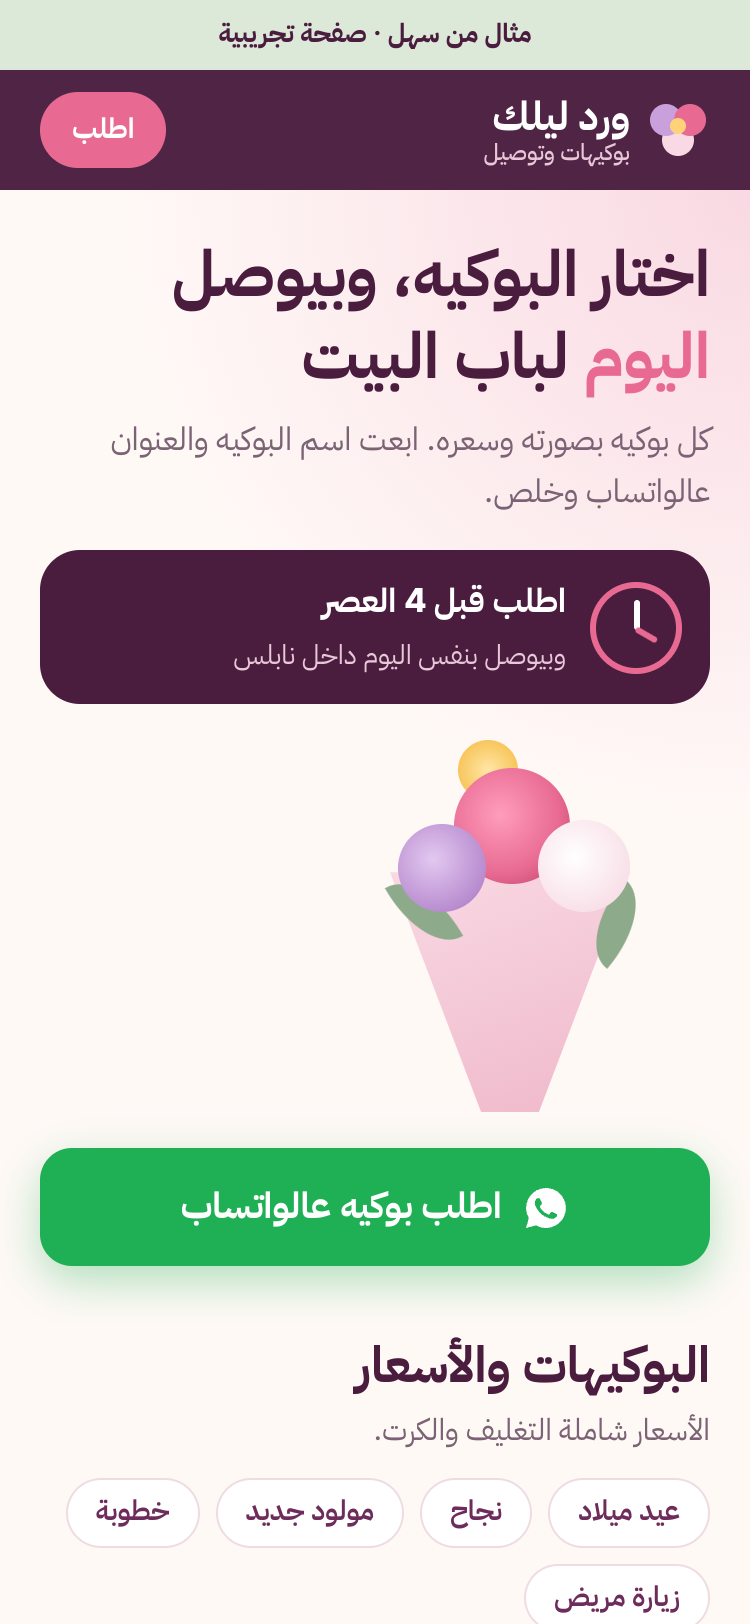 مثال من سهل · صفحة تجريبية
ورد ليلك
بوكيهات وتوصيل
اطلب
اختار البوكيه، وبيوصل
اليوم لباب البيت
كل بوكيه بصورته وسعره. ابعت اسم البوكيه والعنوان
عالواتساب وخلص.
اطلب قبل 4 العصر
وبيوصل بنفس اليوم داخل نابلس
اطلب بوكيه عالواتساب
البوكيهات والأسعار
الأسعار شاملة التغليف والكرت.
عيد ميلاد
نجاح
مولود جديد
خطوبة
زيارة مريض